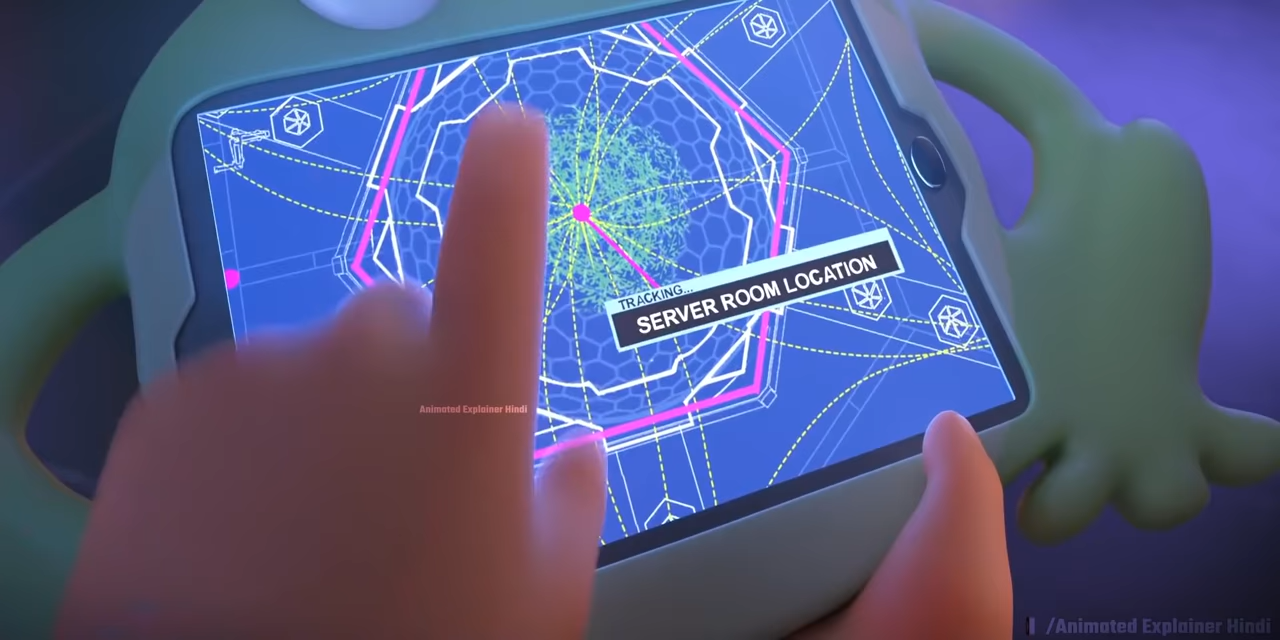 TRACKING...
SERVER ROOM LOCATION
Animated Explainer Hindi
/Animated Explainer Hindi